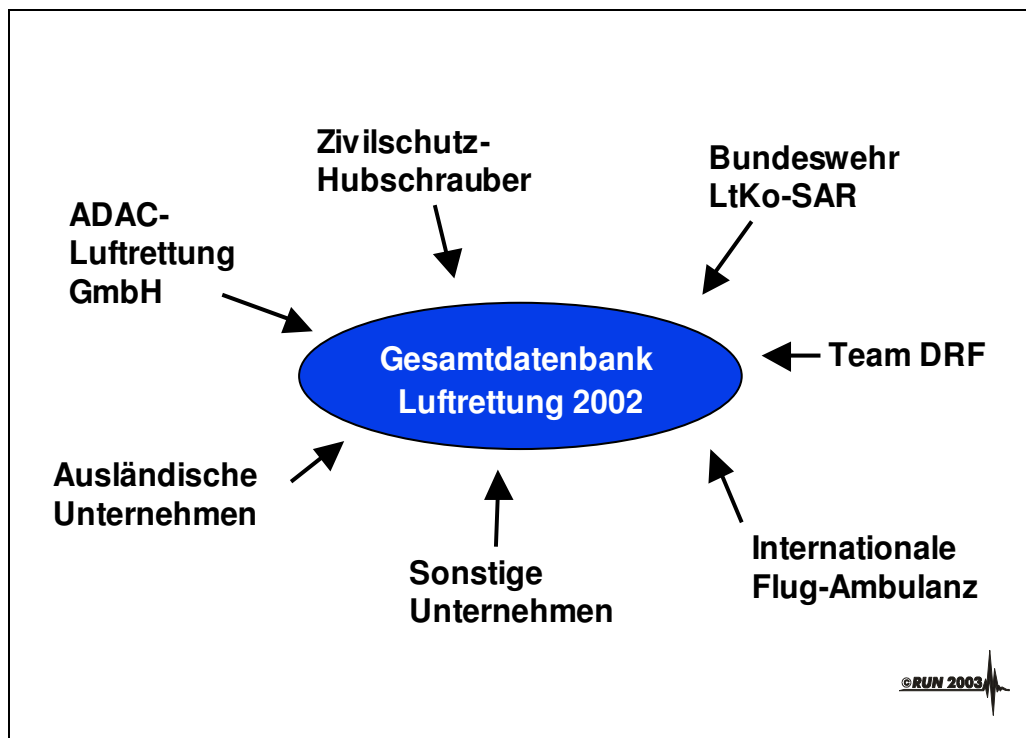 Zivilschutz-
Hubschrauber
Bundeswehr
LtKo-SAR
ADAC-
Luftrettung
GmbH
Gesamtdatenbank
Luftrettung 2002
Team DRF
Ausländische
Unternehmen
Sonstige
Unternehmen
Internationale
Flug-Ambulanz
©RUN 2003